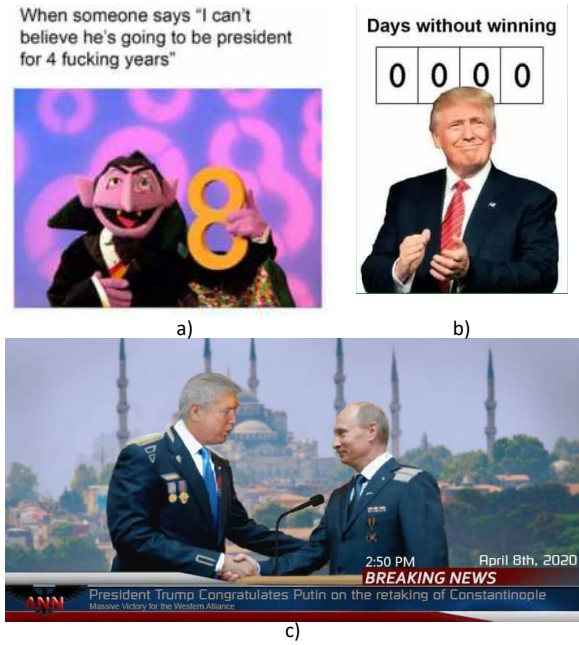 When someone says “I can't
believe he's going to be president
for 4 fucking years”
8
a)
Days without winning
0 0 0 0
b)
2:50 PM
April 8th, 2020
BREAKING NEWS
ANN
President Trump Congratulates Putin on the retaking of Constantinople
Massive Victory for the Western Alliance
c)